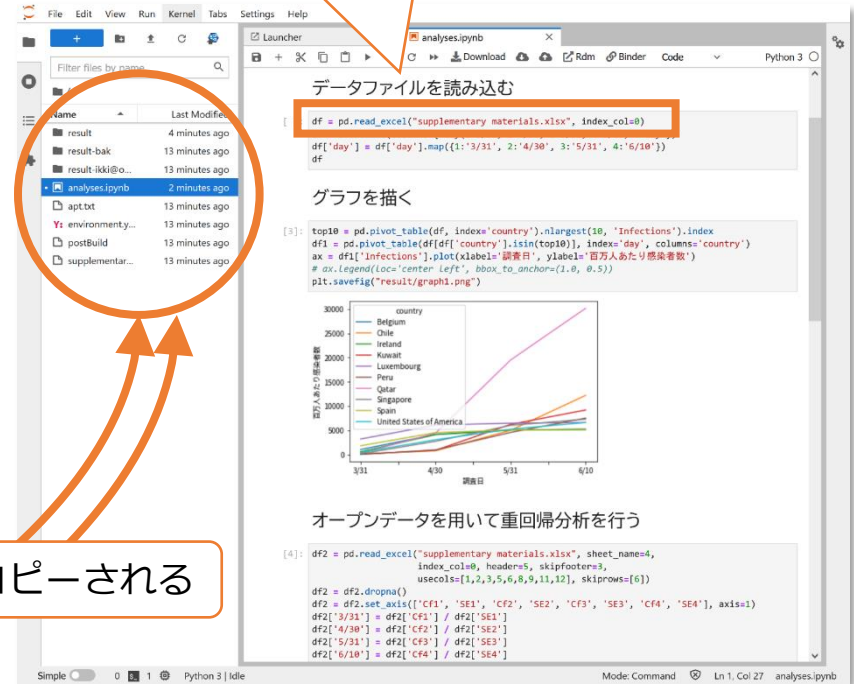 File Edit View Run Kernel Tabs Settings Help
Launcher
analyses.ipynb
Download Rdm Binder Code Python 3
Filter files by name
Name Last Modified
result 4 minutes ago
result-bak 13 minutes ago
result-ikki@o... 13 minutes ago
analyses.ipynb 2 minutes ago
apt.txt 13 minutes ago
Y: environment.y... 13 minutes ago
postBuild 13 minutes ago
supplementar... 13 minutes ago
データファイルを読み込む
df = pd.read_excel("supplementary materials.xlsx", index_col=0)
df['day'] = df['day'].map({1:'3/31', 2:'4/30', 3:'5/31', 4:'6/10'})
df
グラフを描く
[3]: top10 = pd.pivot_table(df, index='country').nlargest(10, 'Infections').index
df1 = pd.pivot_table(df[df['country'].isin(top10)], index='day', columns='country')
ax = df1['Infections'].plot(xlabel='調査日', ylabel='百万人あたり感染者数')
# ax.legend(loc='center left', bbox_to_anchor=(1.0, 0.5))
plt.savefig("result/graph1.png")
country
Belgium
Chile
Ireland
Kuwait
Luxembourg
Peru
Qatar
Singapore
Spain
United States of America
30000
25000
20000
15000
10000
5000
0
百万人あたり感染者数
3/31 4/30 5/31 6/10
調査日
オープンデータを用いて重回帰分析を行う
[4]: df2 = pd.read_excel("supplementary materials.xlsx", sheet_name=4,
index_col=0, header=5, skipfooter=3,
usecols=[1,2,3,5,6,8,9,11,12], skiprows=[6])
df2 = df2.dropna()
df2 = df2.set_axis(['Cf1', 'SE1', 'Cf2', 'SE2', 'Cf3', 'SE3', 'Cf4', 'SE4'], axis=1)
df2['3/31'] = df2['Cf1'] / df2['SE1']
df2['4/30'] = df2['Cf2'] / df2['SE2']
df2['5/31'] = df2['Cf3'] / df2['SE3']
df2['6/10'] = df2['Cf4'] / df2['SE4']
ピーされる
Simple 0 1 Python 3 | Idle Mode: Command Ln 1, Col 27 analyses.ipynb